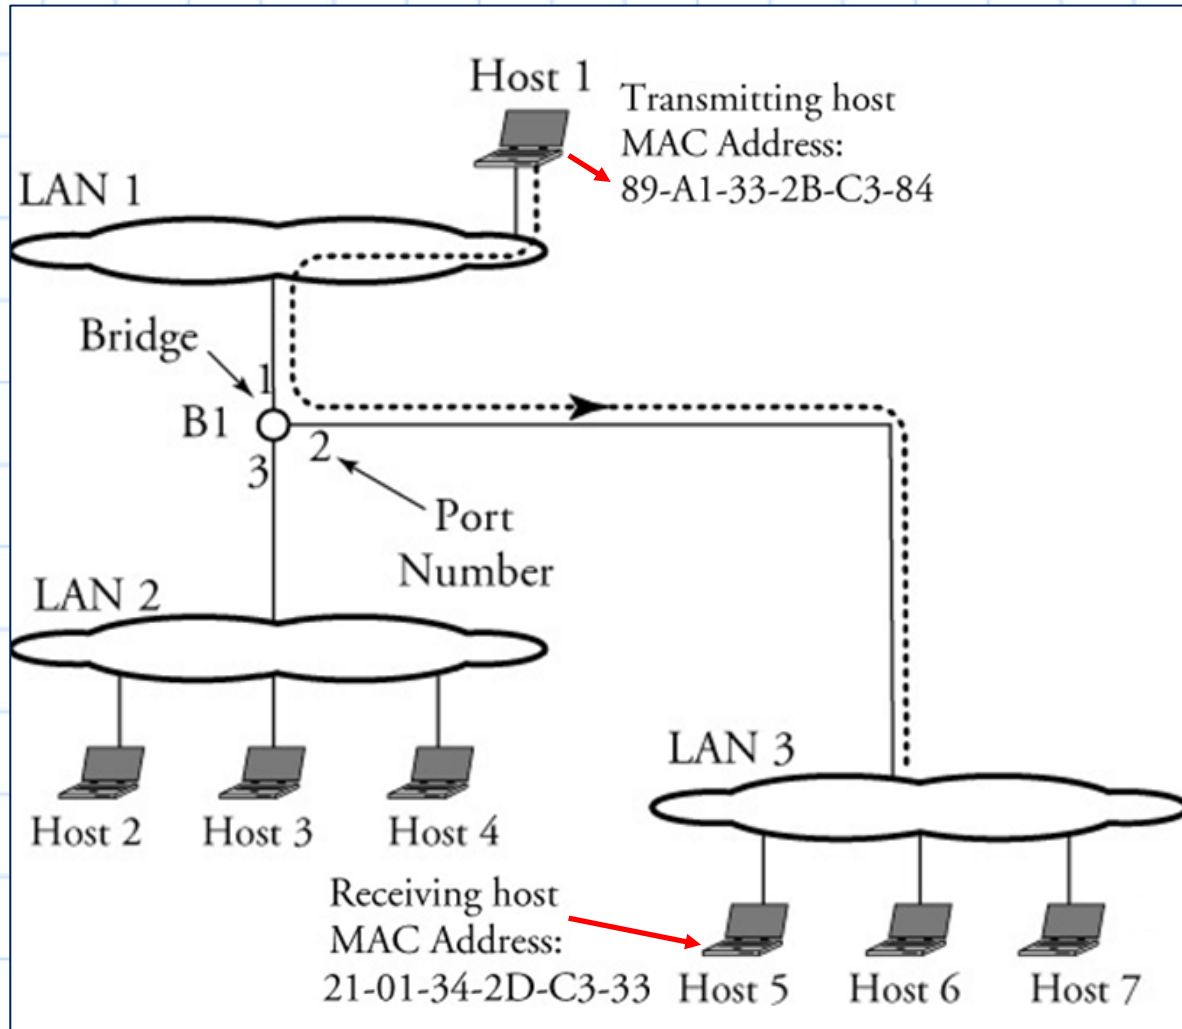 Host 1
Transmitting host
MAC Address:
89-A1-33-2B-C3-84
LAN 1
Bridge
1
B1
2
3
Port
Number
LAN 2
Host 2
Host 3
Host 4
LAN 3
Receiving host
MAC Address:
21-01-34-2D-C3-33
Host 5
Host 6
Host 7